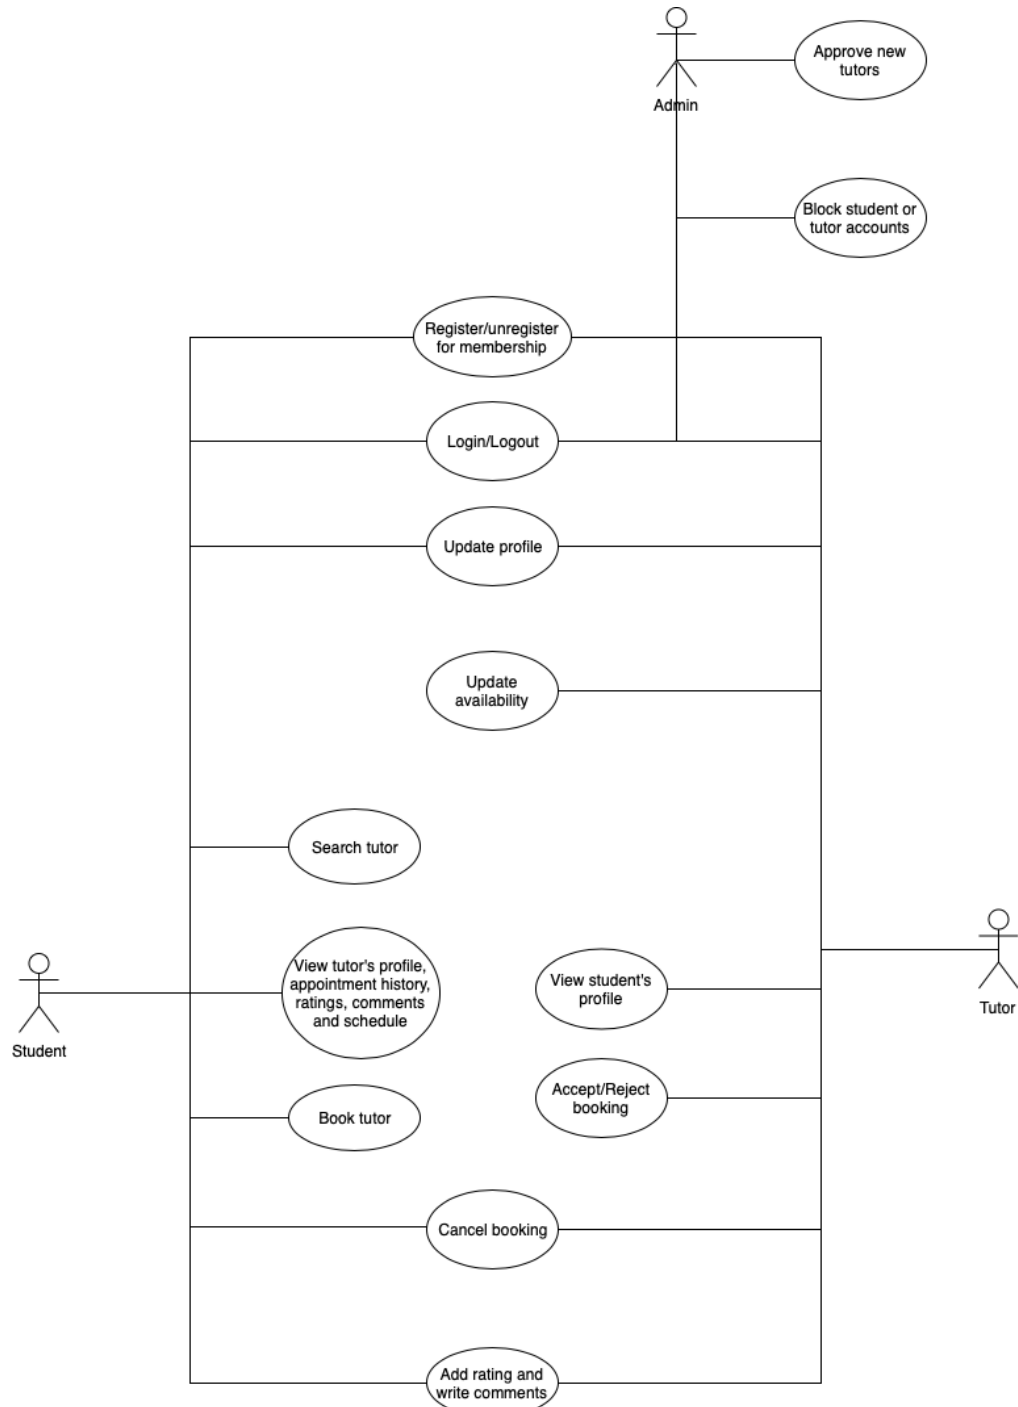 Approve new
tutors
Admin
Block student or
tutor accounts
Register/unregister
for membership
Login/Logout
Update profile
Update
availability
Search tutor
View tutor's profile,
appointment history,
ratings, comments
and schedule
View student's
profile
Student
Tutor
Accept/Reject
booking
Book tutor
Cancel booking
Add rating and
write comments